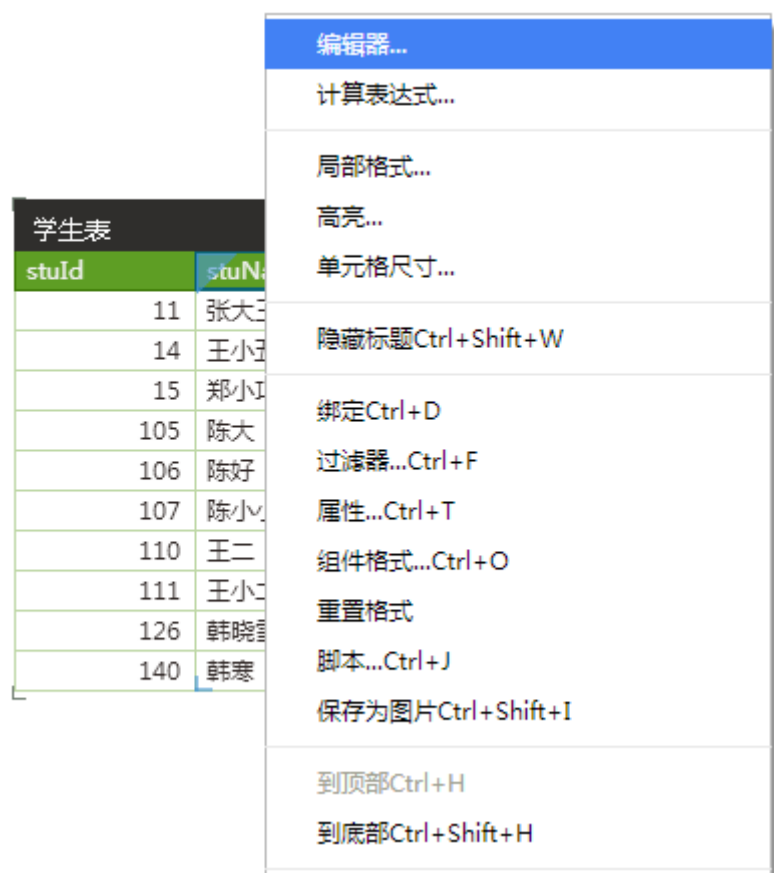 编辑器...
计算表达式...
局部格式...
高亮...
单元格尺寸...
隐藏标题Ctrl+Shift+W
绑定Ctrl+D
过滤器...Ctrl+F
属性...Ctrl+T
组件格式...Ctrl+O
重置格式
脚本...Ctrl+J
保存为图片Ctrl+Shift+I
到顶部Ctrl+H
到底部Ctrl+Shift+H
学生表
stuId stuNa
11 张大王
14 王小五
15 郑小
105 陈大
106 陈好
107 陈小
110 王二
111 王小二
126 韩晓
140 韩寒